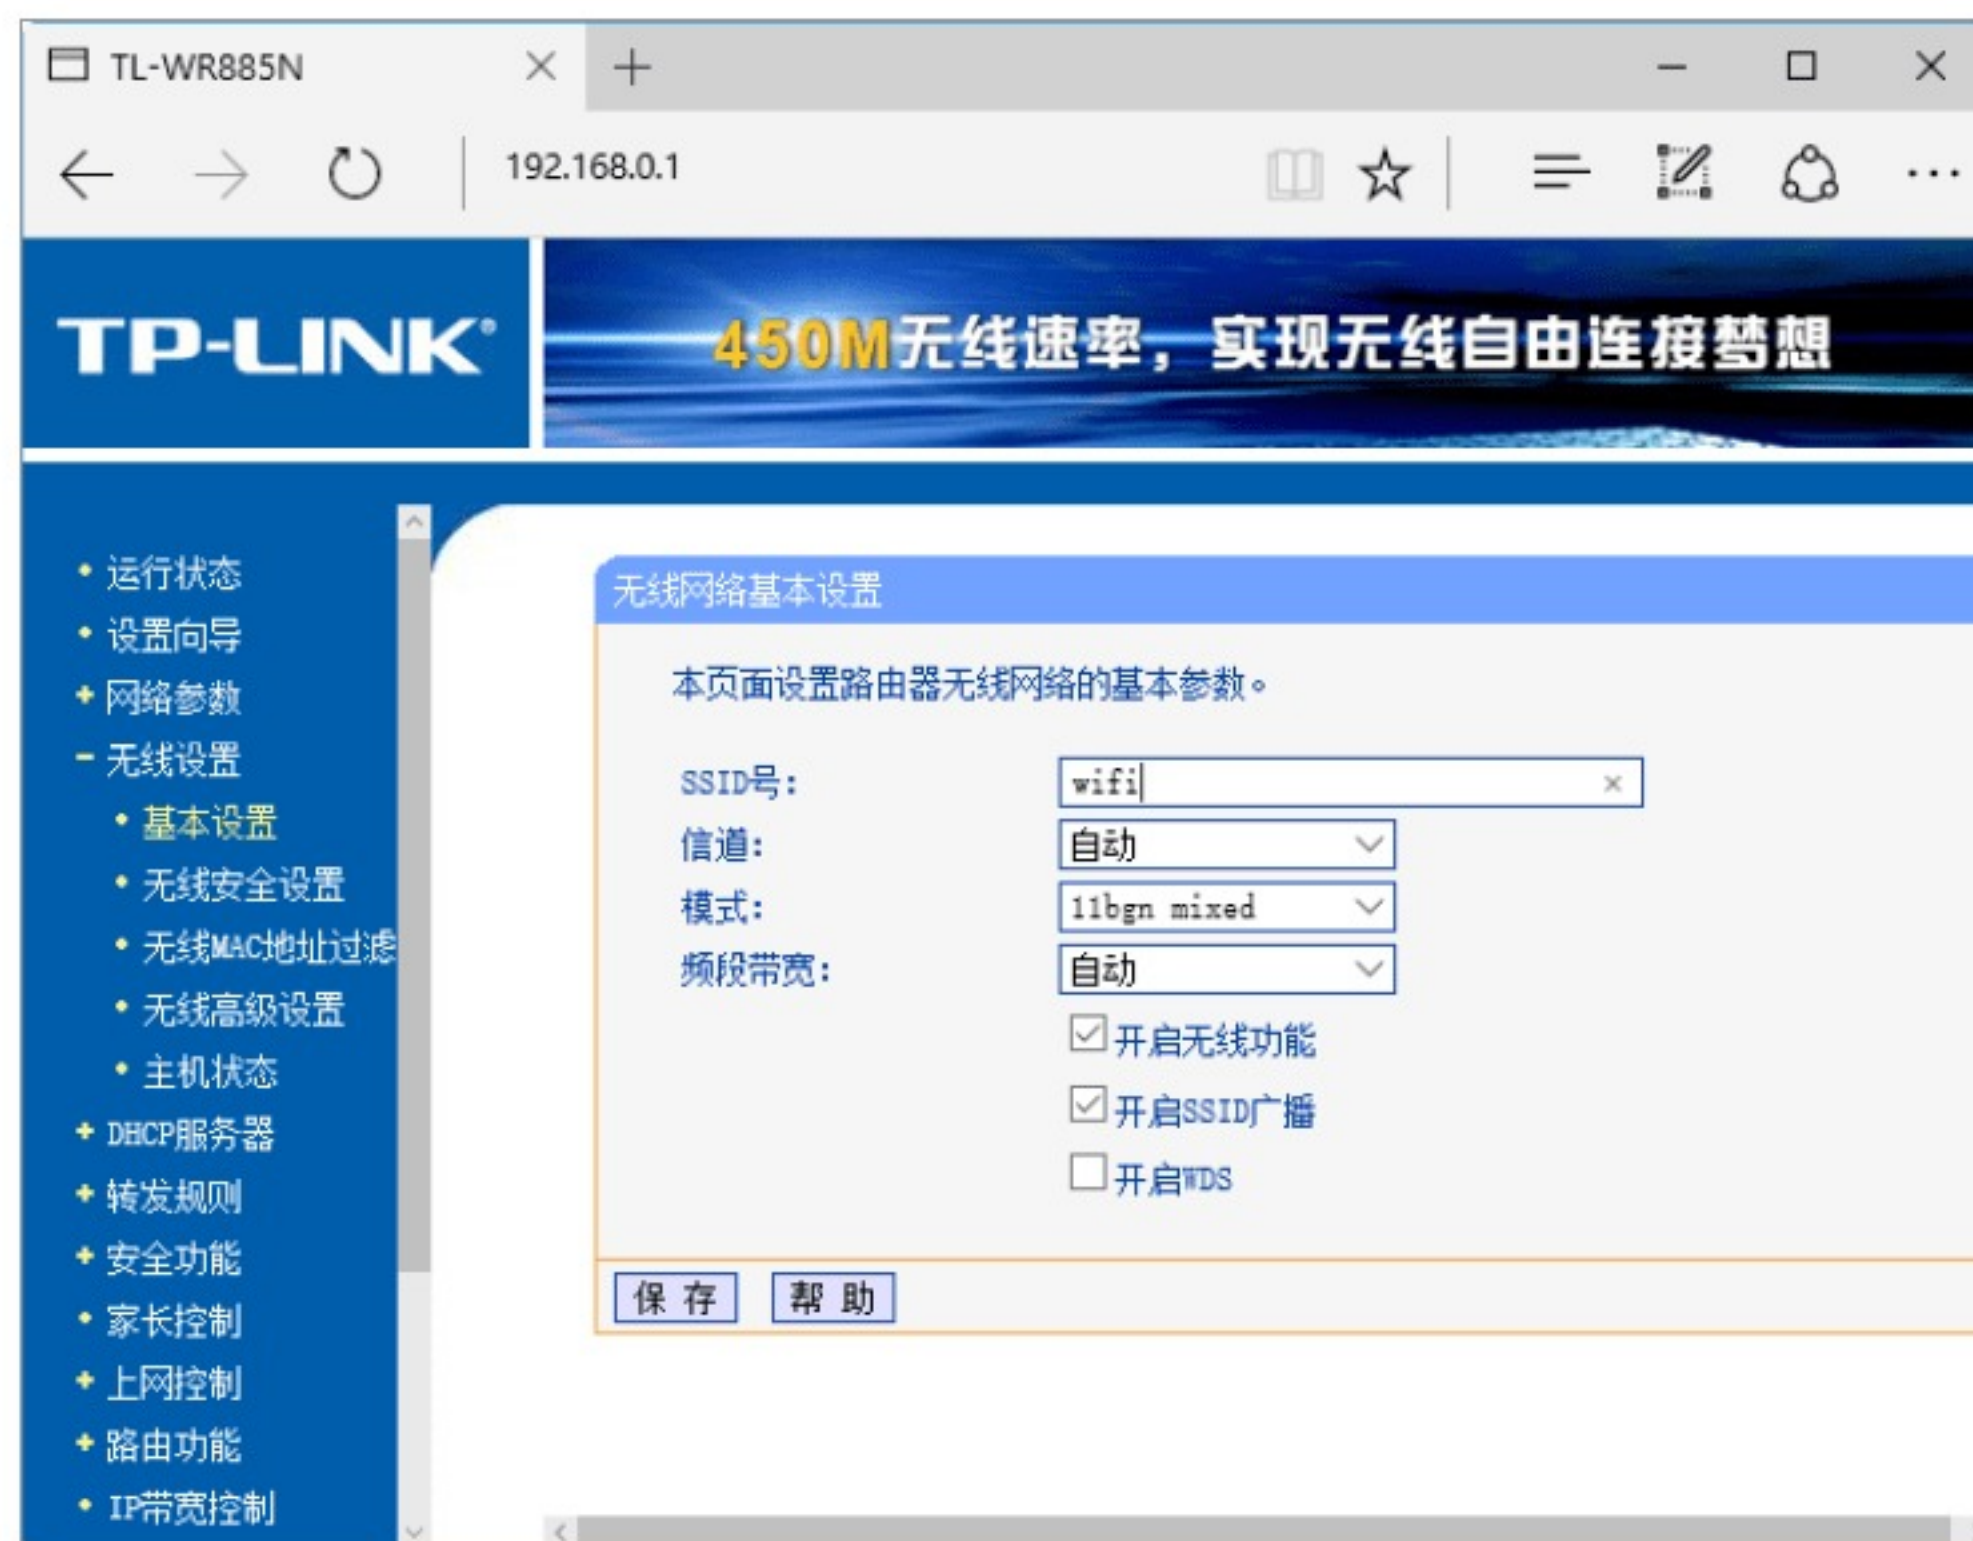 TL-WR885N
192.168.0.1
TP-LINK®
450M无线速率，实现无线自由连接梦想
运行状态
设置向导
网络参数
无线设置
基本设置
无线安全设置
无线MAC地址过滤
无线高级设置
主机状态
DHCP服务器
转发规则
安全功能
家长控制
上网控制
路由功能
IP带宽控制
无线网络基本设置
本页面设置路由器无线网络的基本参数。
SSID号： wifi
信道： 自动
模式： 11bgn mixed
频段带宽： 自动
开启无线功能
开启SSID广播
开启WDS
保 存 帮 助